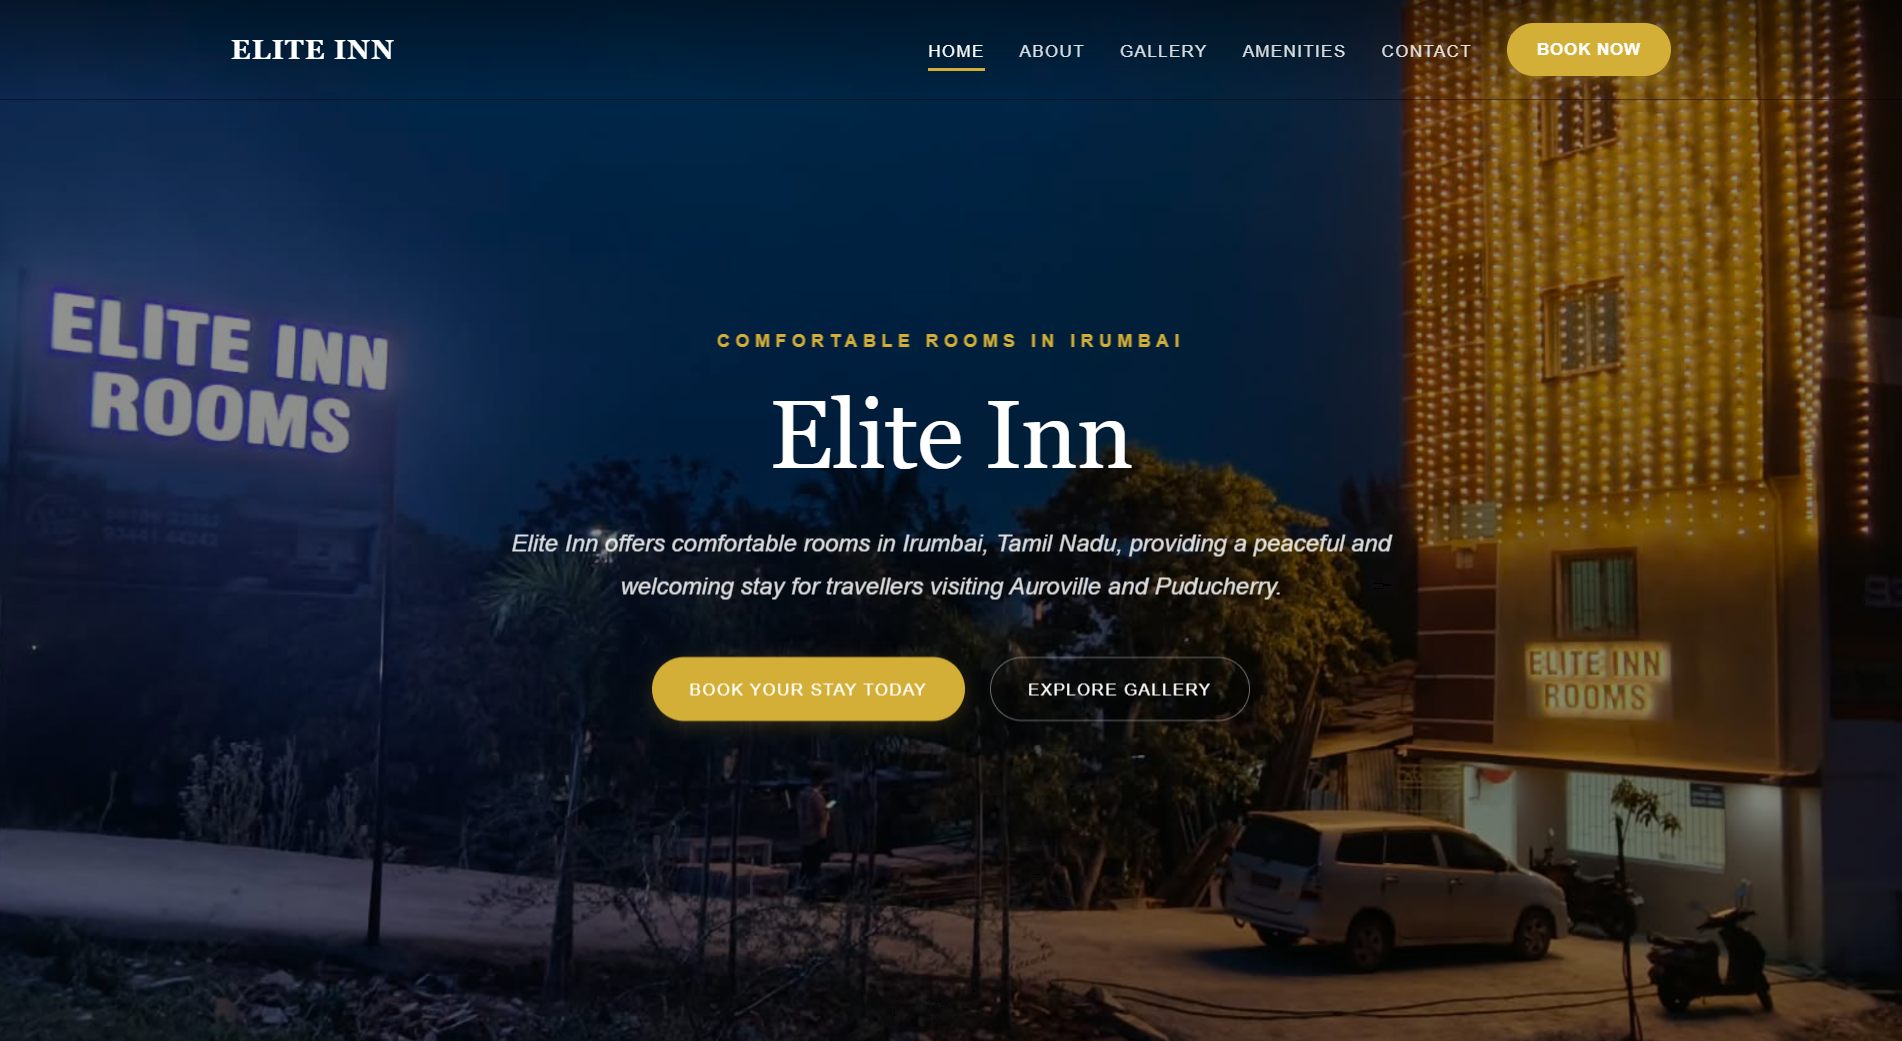 ELITE INN
HOME ABOUT GALLERY AMENITIES CONTACT BOOK NOW
ELITE INN
ROOMS
COMFORTABLE ROOMS IN IRUMBAI
Elite Inn
Elite Inn offers comfortable rooms in Irumbai, Tamil Nadu, providing a peaceful and
welcoming stay for travellers visiting Auroville and Puducherry.
BOOK YOUR STAY TODAY EXPLORE GALLERY
ELITE INN
ROOMS